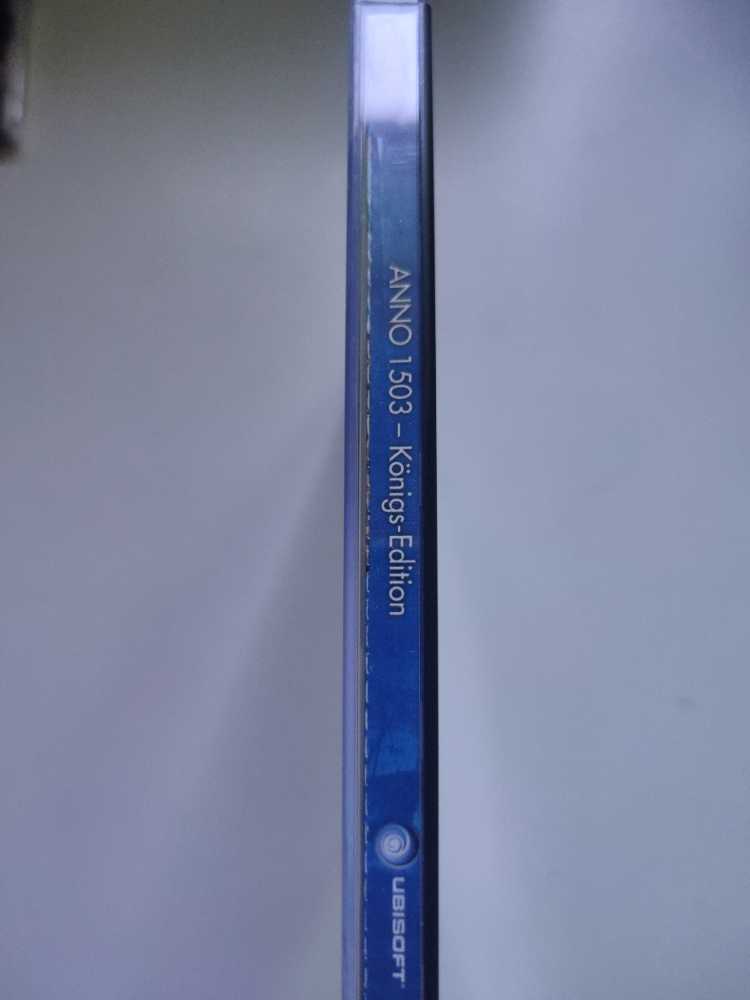 ANNO 1503 – Königs-Edition
UBISOFT